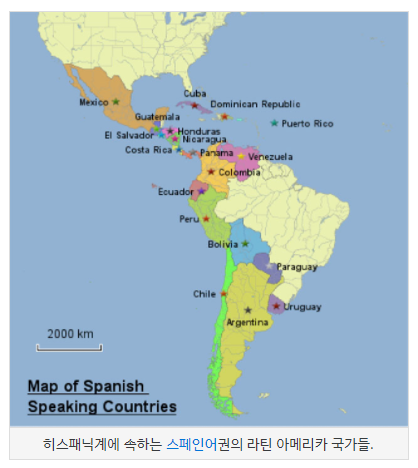 Cuba
Dominican Republic
Mexico
Puerto Rico
Guatemala
Honduras
El Salvador
Nicaragua
Costa Rica
Panama
Venezuela
Colombia
Ecuador
Peru
Bolivia
Paraguay
Chile
Uruguay
Argentina
2000 km
Map of Spanish
Speaking Countries
히스패닉계에 속하는 스페인어권의 라틴 아메리카 국가들.